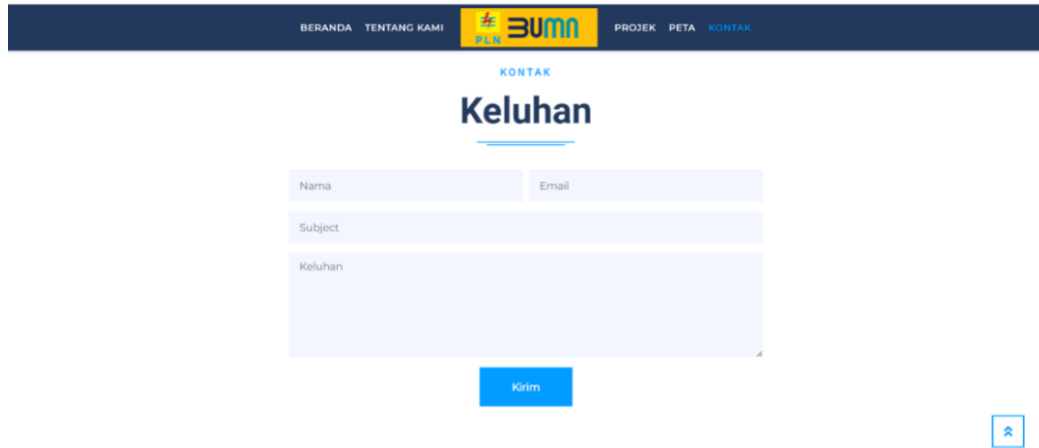 BERANDA TENTANG KAMI PLN BUMN PROJEK PETA KONTAK
KONTAK
Keluhan
Nama Email
Subject
Keluhan
Kirim